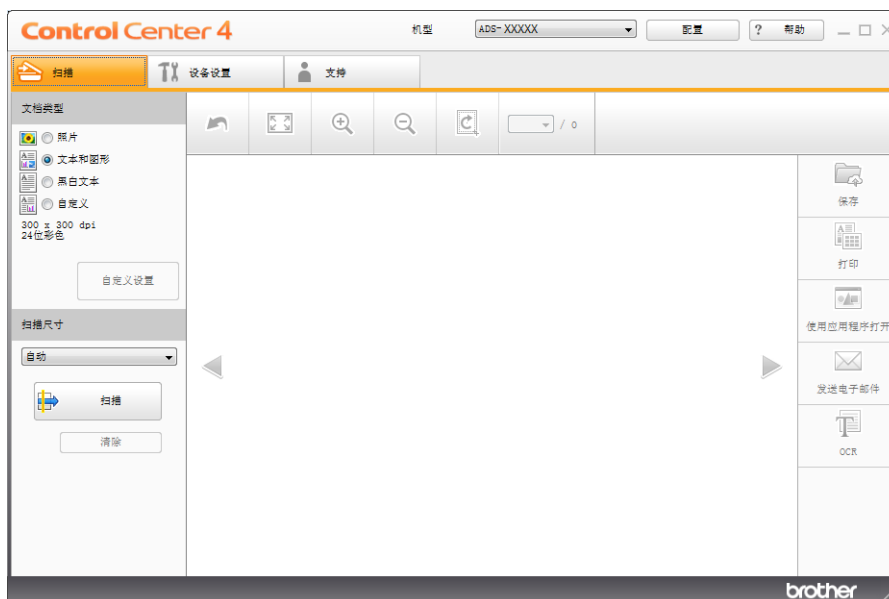 Control Center 4
机型
ADS-XXXXX
配置
? 帮助
扫描
设备设置
支持
文档类型
照片
文本和图形
黑白文本
自定义
300 x 300 dpi
24位彩色
自定义设置
扫描尺寸
自动
扫描
清除
/ 0
保存
打印
使用应用程序打开
发送电子邮件
OCR
brother